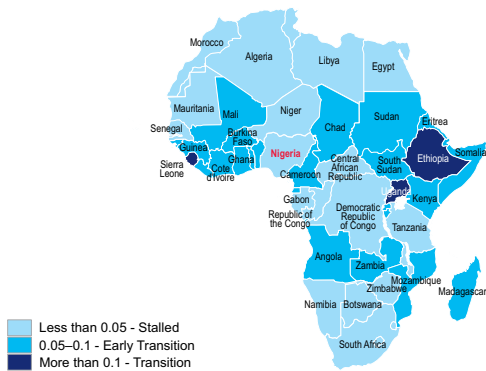 Morocco
Algeria
Libya
Egypt
Mauritania
Mali
Niger
Chad
Sudan
Eritrea
Senegal
Burkina
Faso
Guinea
Nigeria
Ghana
Sierra
Leone
Cote
d'Ivoire
Cameroon
Central
African
Republic
South
Sudan
Ethiopia
Somalia
Uganda
Kenya
Gabon
Republic of
the Congo
Democratic
Republic
of Congo
Tanzania
Angola
Zambia
Mozambique
Madagascar
Zimbabwe
Namibia
Botswana
South Africa
Less than 0.05 - Stalled
0.05–0.1 - Early Transition
More than 0.1 - Transition